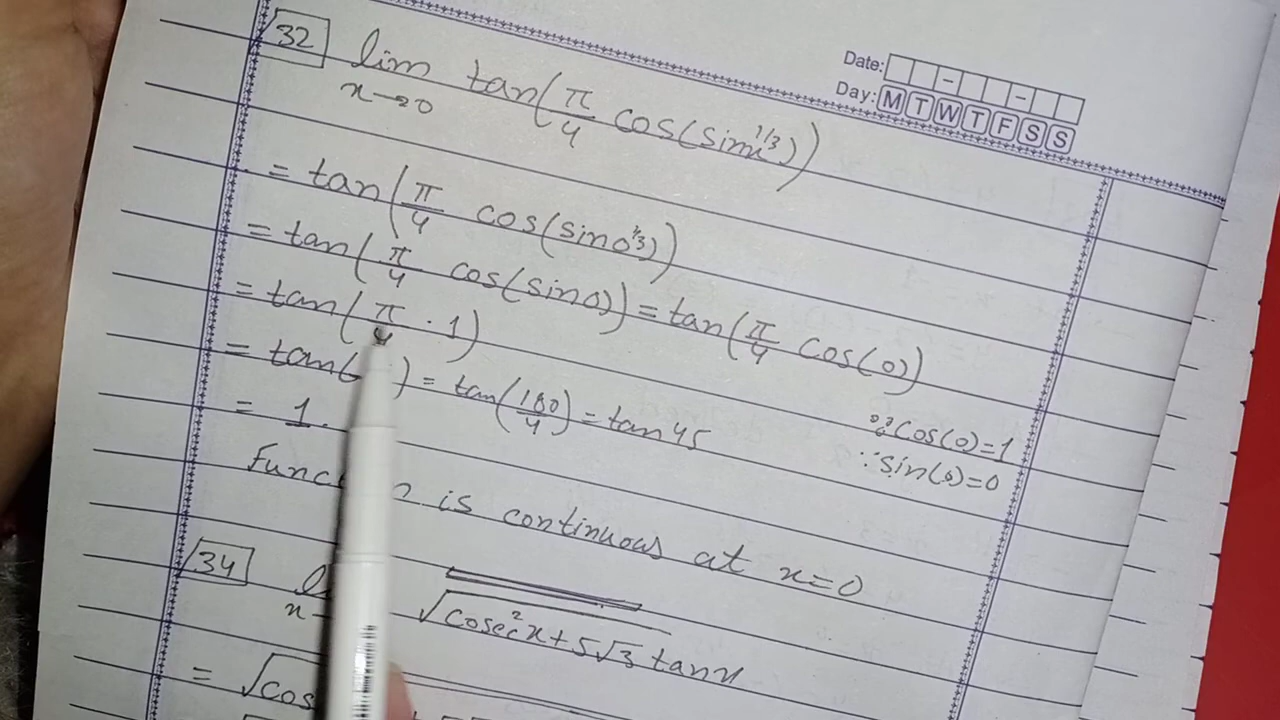 Date:
Day: M T W T F S S
32 lim x→0 tan(π/4 cos(sin x^1/3))
= tan(π/4 cos(sin 0^1/3))
= tan(π/4 cos(sin 0)) = tan(π/4 cos(0))
= tan(π/4 · 1)
= tan( ) = tan(180/4) = tan 45
∵ cos(0)=1
= 1.
∵ sin(0)=0
is continuous at x=0
34 √cosec²x + 5√3 tan x
= √cos